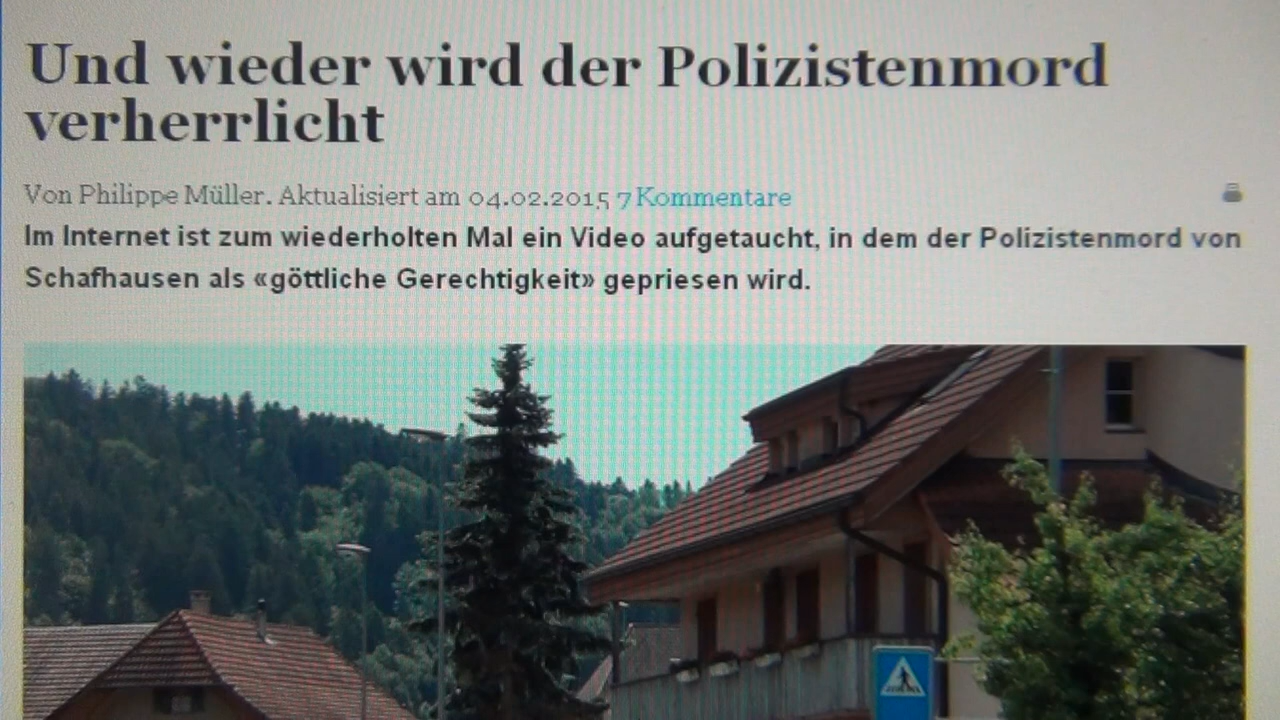 Und wieder wird der Polizistenmord
verherrlicht
Von Philippe Müller. Aktualisiert am 04.02.2015 7 Kommentare
Im Internet ist zum wiederholten Mal ein Video aufgetaucht, in dem der Polizistenmord von
Schafhausen als «göttliche Gerechtigkeit» gepriesen wird.